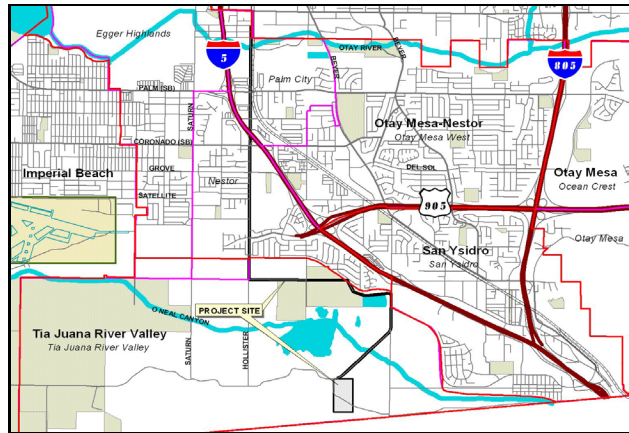 Egger Highlands
5
OTAY RIVER
BEYER
BEYER
805
Palm City
PALM (SB)
SATURN
Otay Mesa-Nestor
Otay Mesa West
CORONADO (SB)
GROVE
DEL SOL
Imperial Beach
Nestor
Otay Mesa
Ocean Crest
SATELLITE
905
Otay Mesa
San Ysidro
San Ysidro
PROJECT SITE
O NEAL CANYON
Tia Juana River Valley
Tia Juana River Valley
SATURN
HOLLISTER